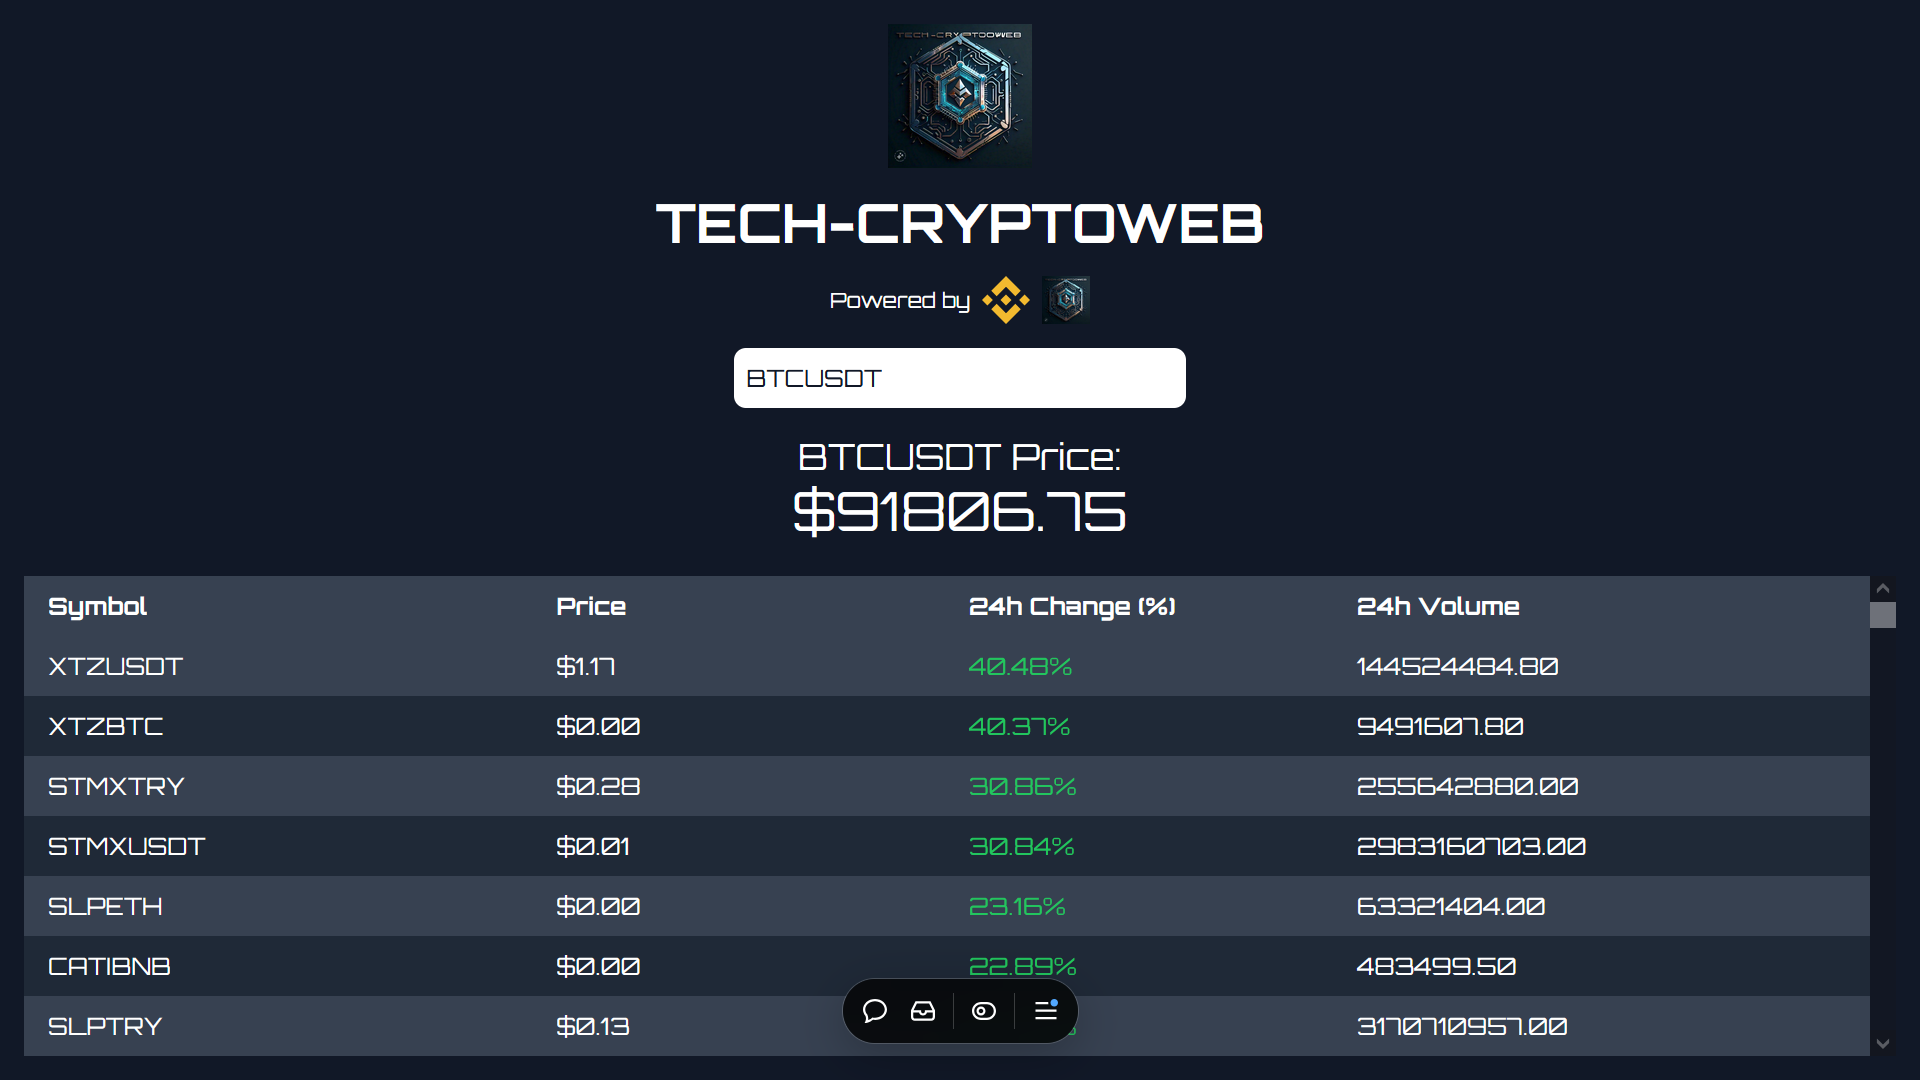 TECH-CRYPTOWEB
Powered by
BTCUSDT
BTCUSDT Price:
$91806.75
Symbol Price 24h Change (%) 24h Volume
XTZUSDT $1.17 40.48% 144524484.80
XTZBTC $0.00 40.37% 9491607.80
STMXTRY $0.28 30.86% 255642880.00
STMXUSDT $0.01 30.84% 2983160703.00
SLPETH $0.00 23.16% 63321404.00
CATIBNB $0.00 22.89% 483499.50
SLPTRY $0.13 3170710957.00